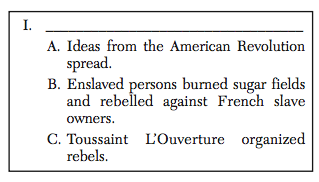 I. ________________________________
A. Ideas from the American Revolution
spread.
B. Enslaved persons burned sugar fields
and rebelled against French slave
owners.
C. Toussaint L'Ouverture organized
rebels.